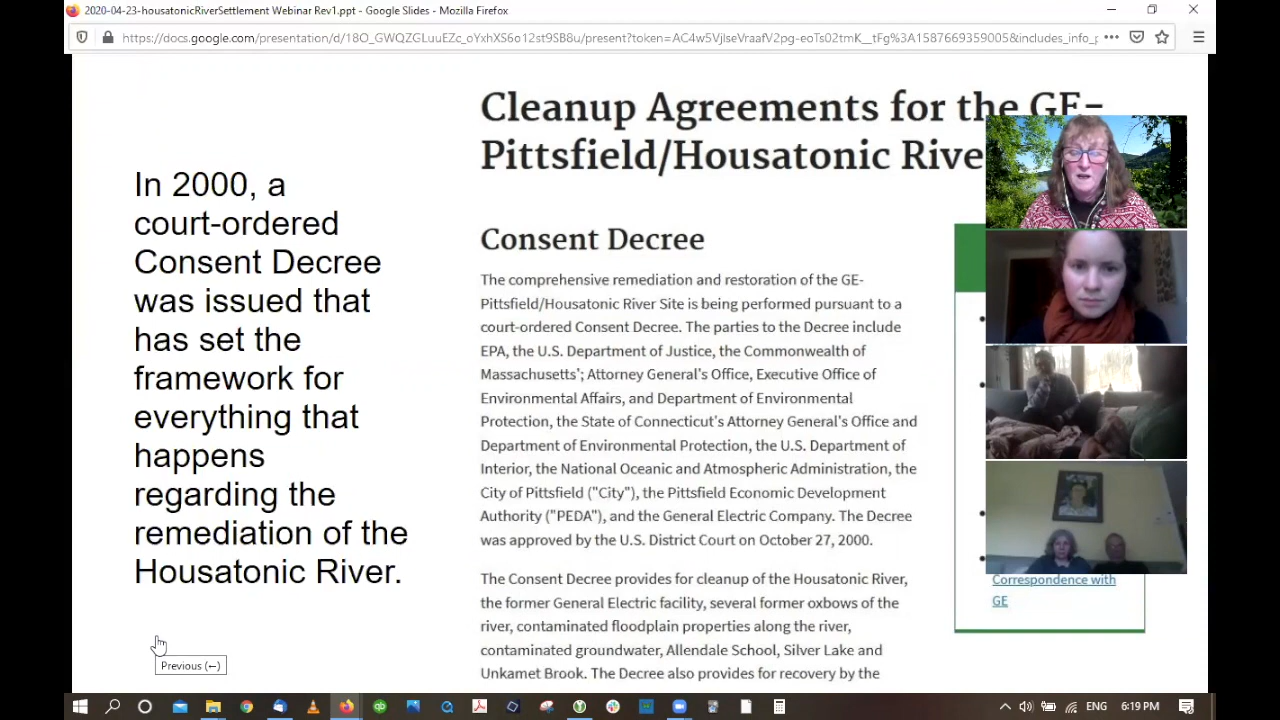 2020-04-23-housatonicRiverSettlement Webinar Rev1.ppt - Google Slides - Mozilla Firefox
In 2000, a
court-ordered
Consent Decree
was issued that
has set the
framework for
everything that
happens
regarding the
remediation of the
Housatonic River.
Previous (←)
Cleanup Agreements for the GE-
Pittsfield/Housatonic Rive
Consent Decree
The comprehensive remediation and restoration of the GE-
Pittsfield/Housatonic River Site is being performed pursuant to a
court-ordered Consent Decree. The parties to the Decree include
EPA, the U.S. Department of Justice, the Commonwealth of
Massachusetts'; Attorney General's Office, Executive Office of
Environmental Affairs, and Department of Environmental
Protection, the State of Connecticut's Attorney General's Office and
Department of Environmental Protection, the U.S. Department of
Interior, the National Oceanic and Atmospheric Administration, the
City of Pittsfield ("City"), the Pittsfield Economic Development
Authority ("PEDA"), and the General Electric Company. The Decree
was approved by the U.S. District Court on October 27, 2000.
The Consent Decree provides for cleanup of the Housatonic River,
the former General Electric facility, several former oxbows of the
river, contaminated floodplain properties along the river,
contaminated groundwater, Allendale School, Silver Lake and
Unkamet Brook. The Decree also provides for recovery by the
Correspondence with
GE
ENG
6:19 PM